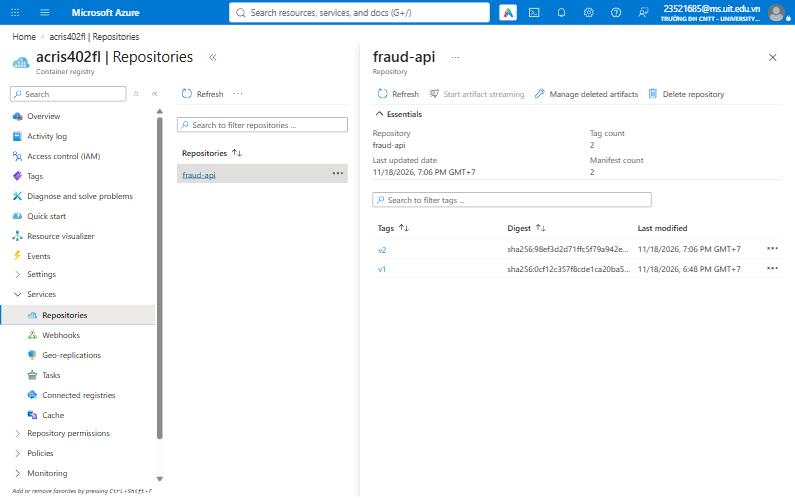 Microsoft Azure
Search resources, services, and docs (G+/)
23521685@ms.uit.edu.vn
TRƯỜNG ĐH CNTT - UNIVERSITY...
Home > acris402fl | Repositories
acris402fl | Repositories
Container registry
Search
Overview
Activity log
Access control (IAM)
Tags
Diagnose and solve problems
Quick start
Resource visualizer
Events
Settings
Services
Repositories
Webhooks
Geo-replications
Tasks
Connected registries
Cache
Repository permissions
Policies
Monitoring
Add or remove favorites by pressing Ctrl+Shift+F
Refresh
Search to filter repositories ...
Repositories
fraud-api
fraud-api
Repository
Refresh
Start artifact streaming
Manage deleted artifacts
Delete repository
Essentials
Repository
fraud-api
Tag count
2
Last updated date
11/18/2026, 7:06 PM GMT+7
Manifest count
2
Search to filter tags ...
Tags Digest Last modified
v2 sha256:98ef3d2d71ffc5f79a942e... 11/18/2026, 7:06 PM GMT+7
v1 sha256:0cf12c357f8cde1ca20ba5... 11/18/2026, 6:48 PM GMT+7